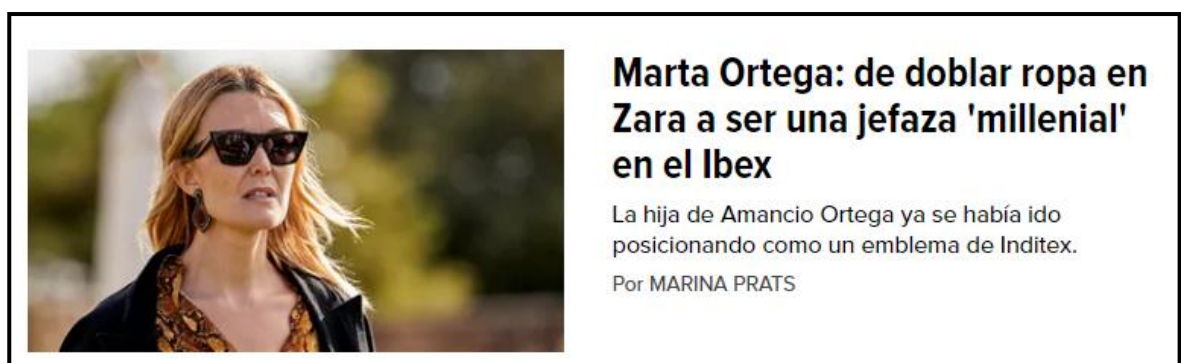 Marta Ortega: de doblar ropa en
Zara a ser una jefaza 'millenial'
en el Ibex
La hija de Amancio Ortega ya se había ido
posicionando como un emblema de Inditex.
Por MARINA PRATS